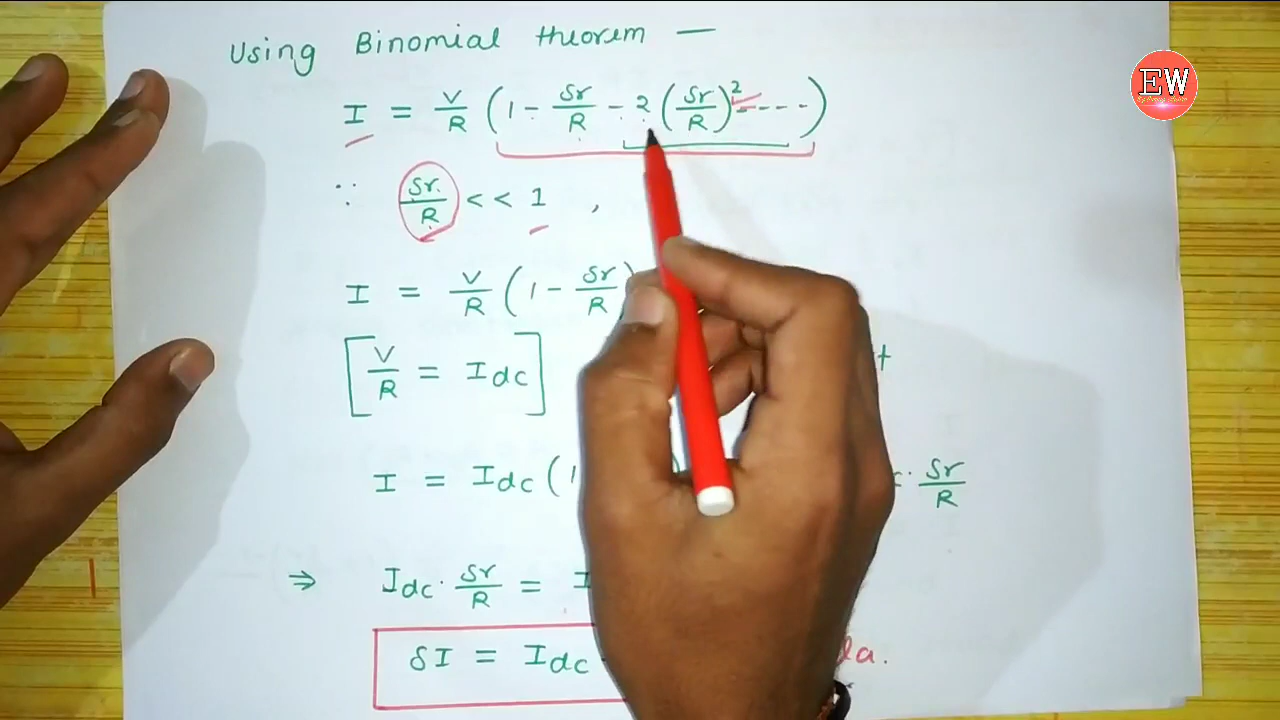 Using Binomial theorem —
I = V/R (1 - δr/R - 2 (δr/R)² - - - -)
∵ δr/R << 1 ,
I = V/R (1 - δr/R)
[V/R = Idc]
I = Idc (1 · δr/R
⇒ Idc · δr/R = I
δI = Idc
EW